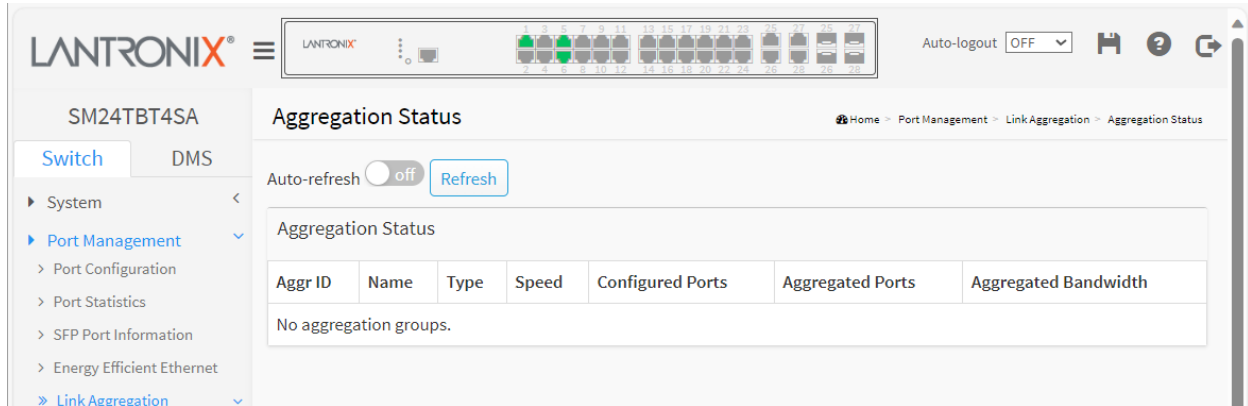 LANTRONIX®
LANTRONIX
1 3 5 7 9 11 13 15 17 19 21 23 25 27 25 27
2 4 6 8 10 12 14 16 18 20 22 24 26 28 26 28
Auto-logout OFF
SM24TBT4SA
Aggregation Status
Home > Port Management > Link Aggregation > Aggregation Status
Switch DMS
Auto-refresh off Refresh
System
Port Management
Port Configuration
Port Statistics
SFP Port Information
Energy Efficient Ethernet
Link Aggregation
Aggregation Status
Aggr ID Name Type Speed Configured Ports Aggregated Ports Aggregated Bandwidth
No aggregation groups.